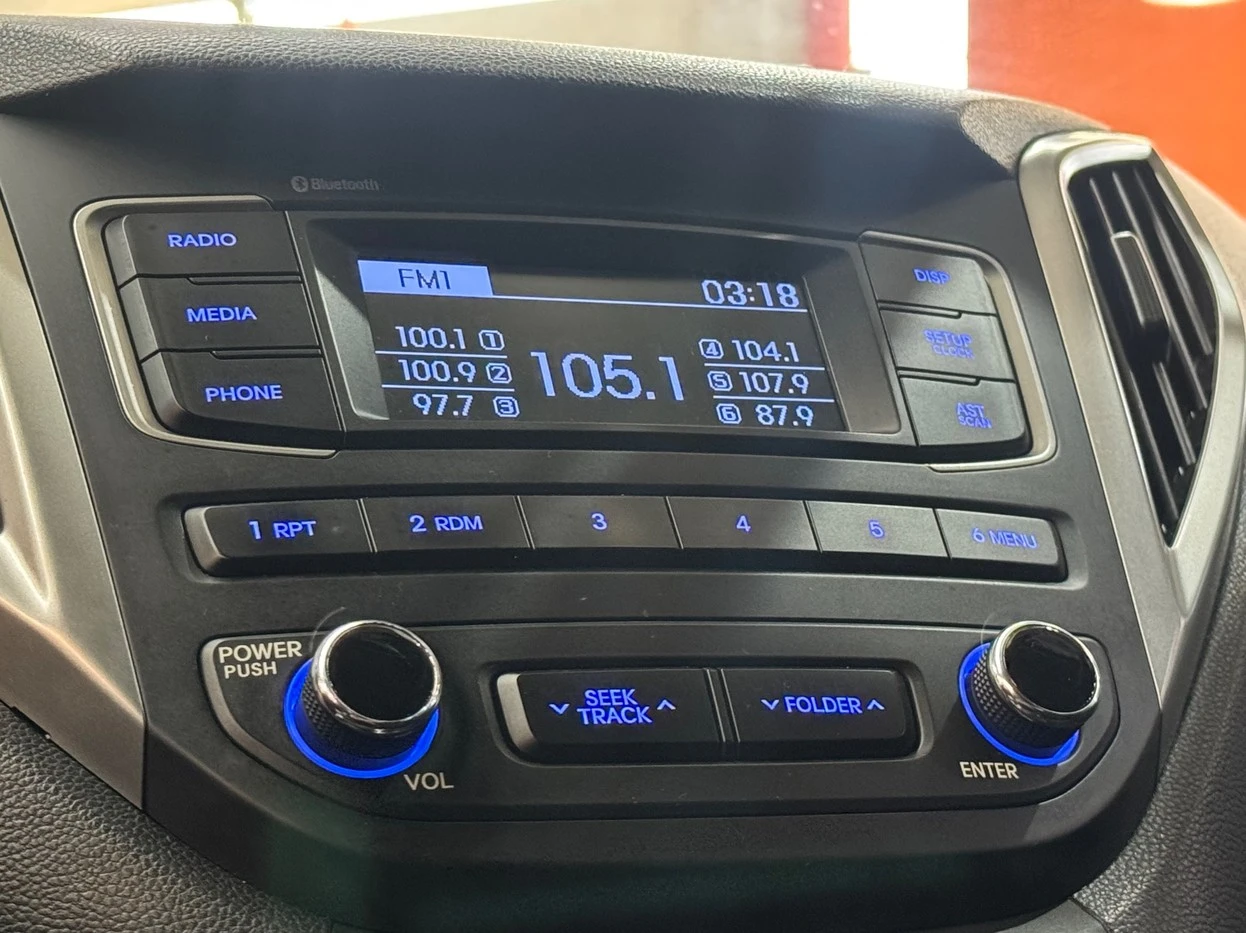 Bluetooth
RADIO
MEDIA
PHONE
FM1
03:18
100.1 1
100.9 2
97.7 3
105.1
4 104.1
5 107.9
6 87.9
DISP
SETUP
CLOCK
AST
SCAN
1 RPT
2 RDM
3
4
5
6 MENU
POWER
PUSH
VOL
SEEK
TRACK
FOLDER
ENTER